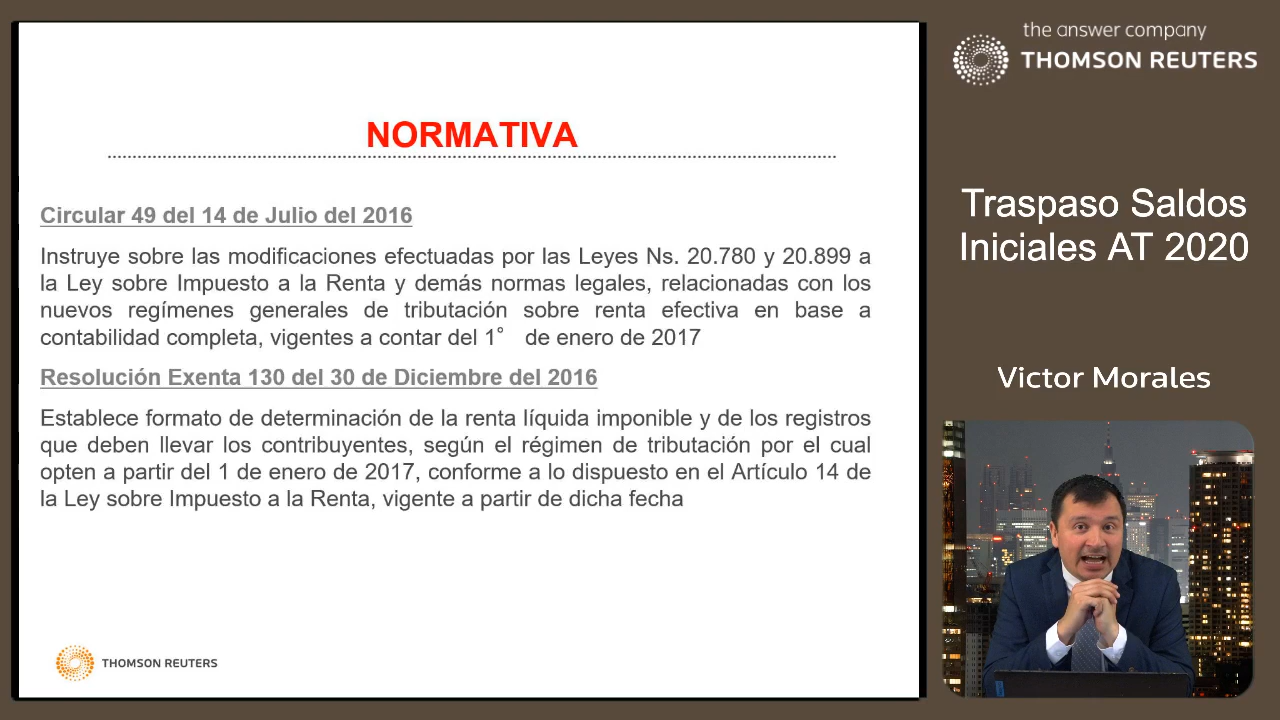 NORMATIVA
Circular 49 del 14 de Julio del 2016
Instruye sobre las modificaciones efectuadas por las Leyes Ns. 20.780 y 20.899 a
la Ley sobre Impuesto a la Renta y demás normas legales, relacionadas con los
nuevos regímenes generales de tributación sobre renta efectiva en base a
contabilidad completa, vigentes a contar del 1° de enero de 2017
Resolución Exenta 130 del 30 de Diciembre del 2016
Establece formato de determinación de la renta líquida imponible y de los registros
que deben llevar los contribuyentes, según el régimen de tributación por el cual
opten a partir del 1 de enero de 2017, conforme a lo dispuesto en el Artículo 14 de
la Ley sobre Impuesto a la Renta, vigente a partir de dicha fecha
THOMSON REUTERS
the answer company
THOMSON REUTERS
Traspaso Saldos
Iniciales AT 2020
Victor Morales